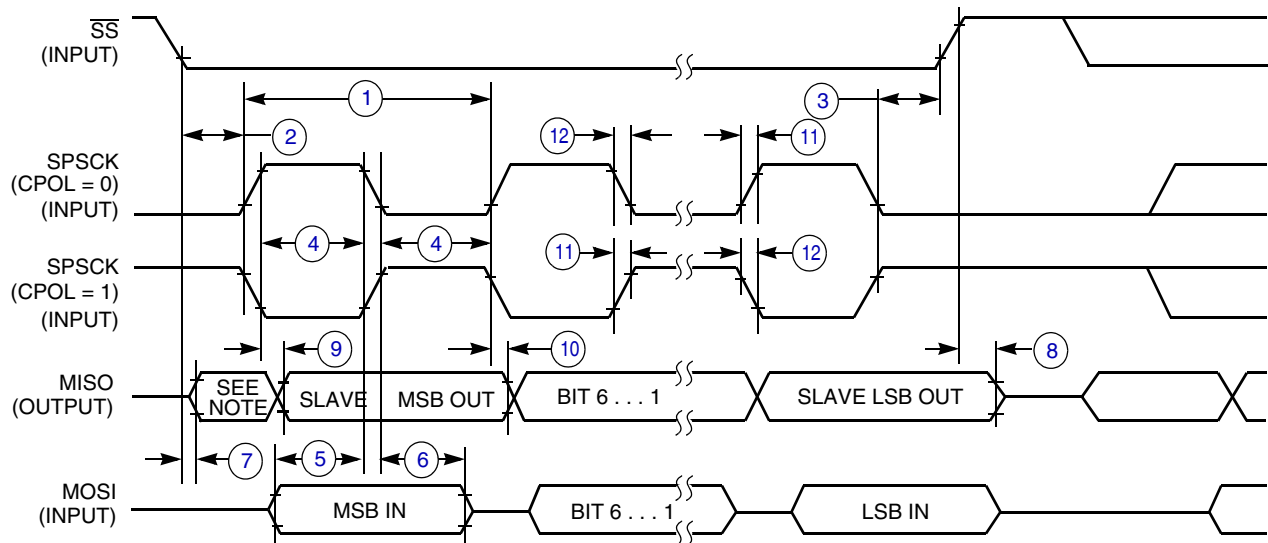 SS
(INPUT)
1
3
2
12
11
SPSCK
(CPOL = 0)
(INPUT)
4
4
11
12
SPSCK
(CPOL = 1)
(INPUT)
9
10
8
MISO
(OUTPUT)
SEE
NOTE
SLAVE
MSB OUT
BIT 6 . . . 1
SLAVE LSB OUT
7
5
6
MOSI
(INPUT)
MSB IN
BIT 6 . . . 1
LSB IN